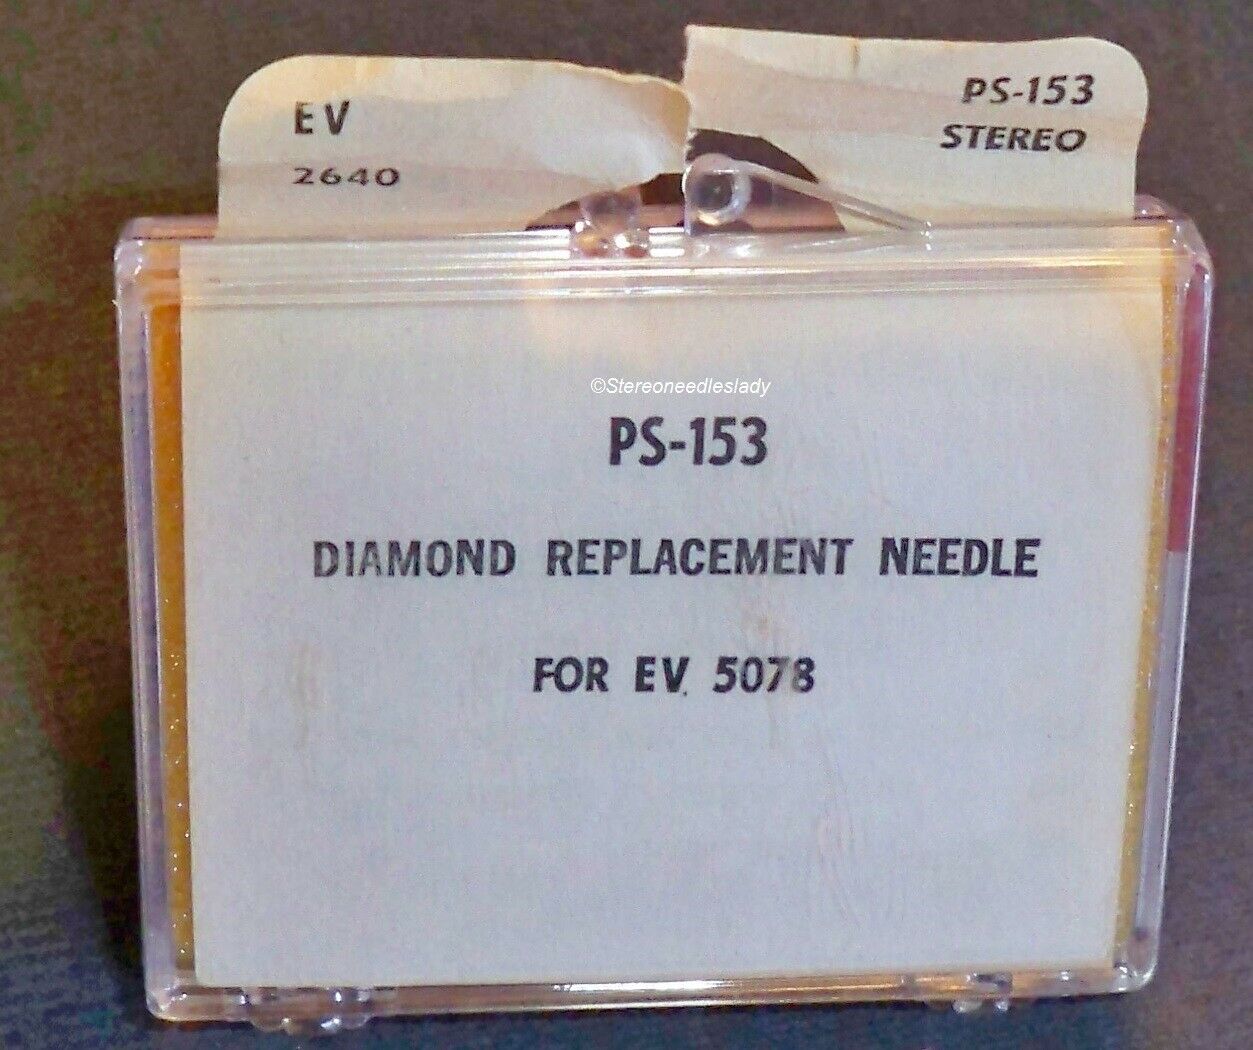 EV
2640
PS-153
STEREO
©Stereoneedleslady
PS-153
DIAMOND REPLACEMENT NEEDLE
FOR EV 5078